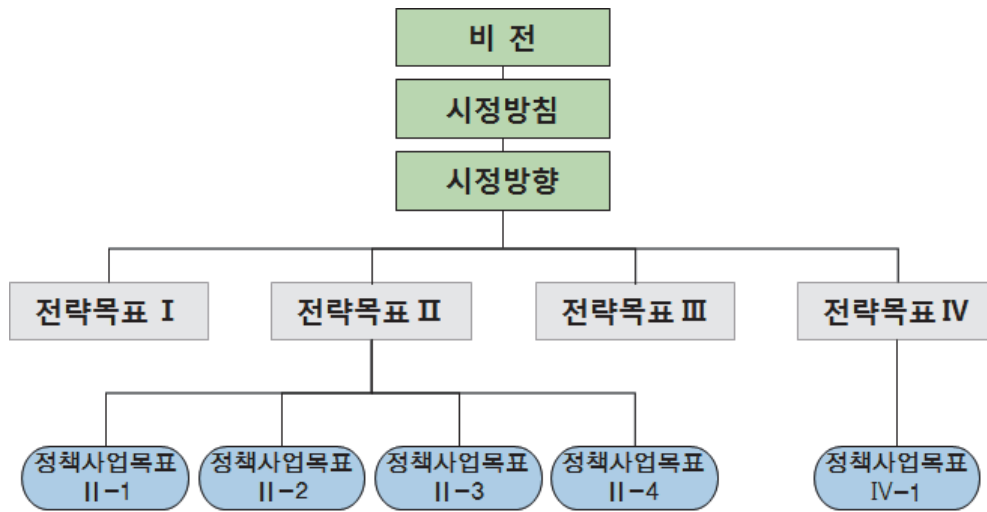 비 전
시정방침
시정방향
전략목표 Ⅰ
전략목표 Ⅱ
전략목표 Ⅲ
전략목표 Ⅳ
정책사업목표
Ⅱ-1
정책사업목표
Ⅱ-2
정책사업목표
Ⅱ-3
정책사업목표
Ⅱ-4
정책사업목표
Ⅳ-1